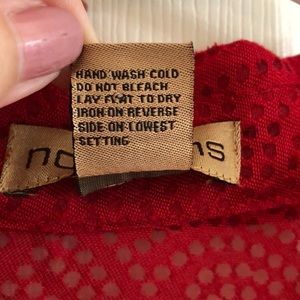 HAND WASH COLD
DO NOT BLEACH
LAY FLAT TO DRY
IRON ON REVERSE
SIDE ON LOWEST
SETTING